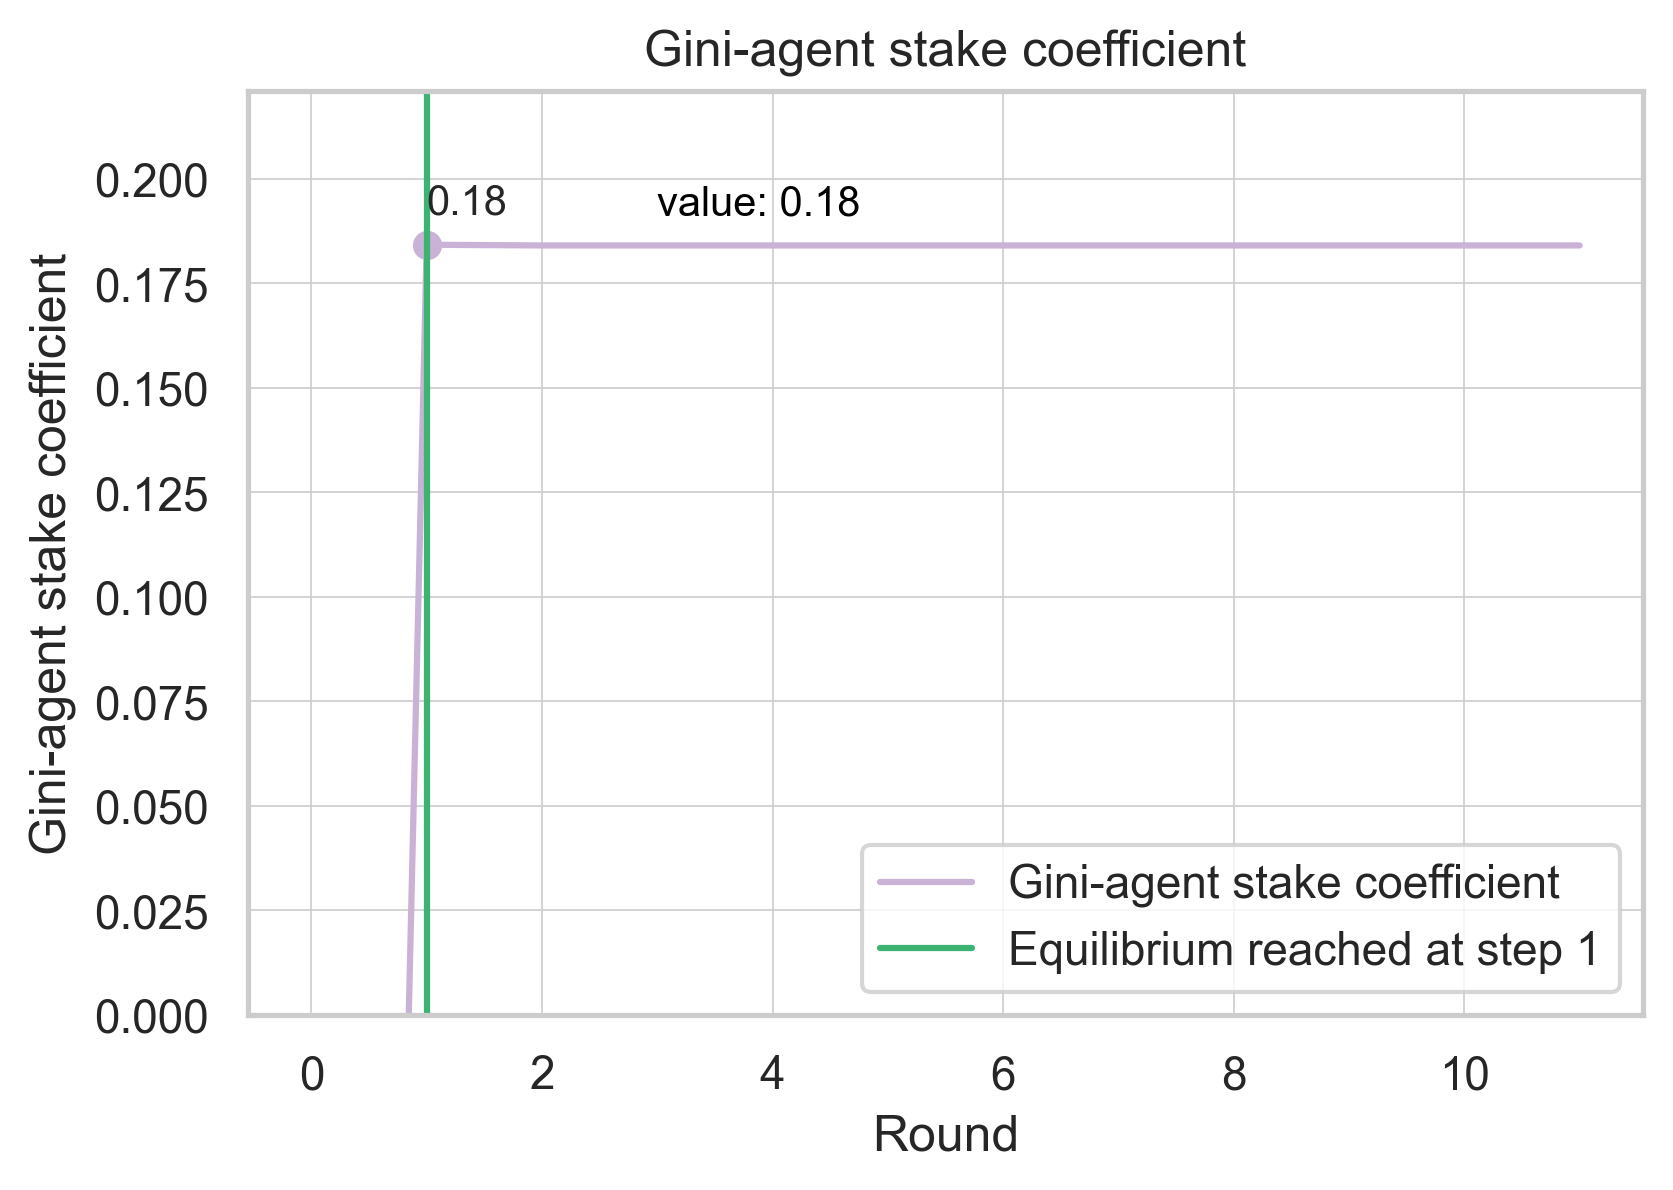 Gini-agent stake coefficient
0.200
0.175
0.150
0.125
0.100
0.075
0.050
0.025
0.000
Gini-agent stake coefficient
0.18
value: 0.18
Gini-agent stake coefficient
Equilibrium reached at step 1
0 2 4 6 8 10
Round